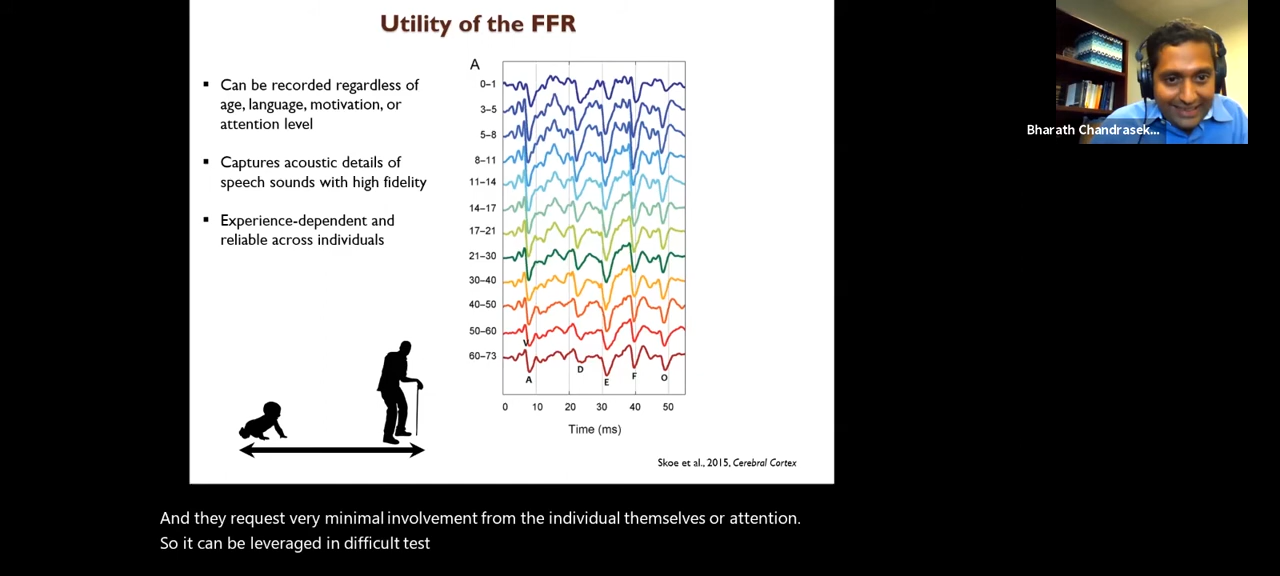 Utility of the FFR
▪ Can be recorded regardless of
age, language, motivation, or
attention level
▪ Captures acoustic details of
speech sounds with high fidelity
▪ Experience-dependent and
reliable across individuals
A
0–1
3–5
5–8
8–11
11–14
14–17
17–21
21–30
30–40
40–50
50–60
60–73
V
A
D
E
F
O
0 10 20 30 40 50
Time (ms)
Skoe et al., 2015, Cerebral Cortex
Bharath Chandrasek...
And they request very minimal involvement from the individual themselves or attention.
So it can be leveraged in difficult test